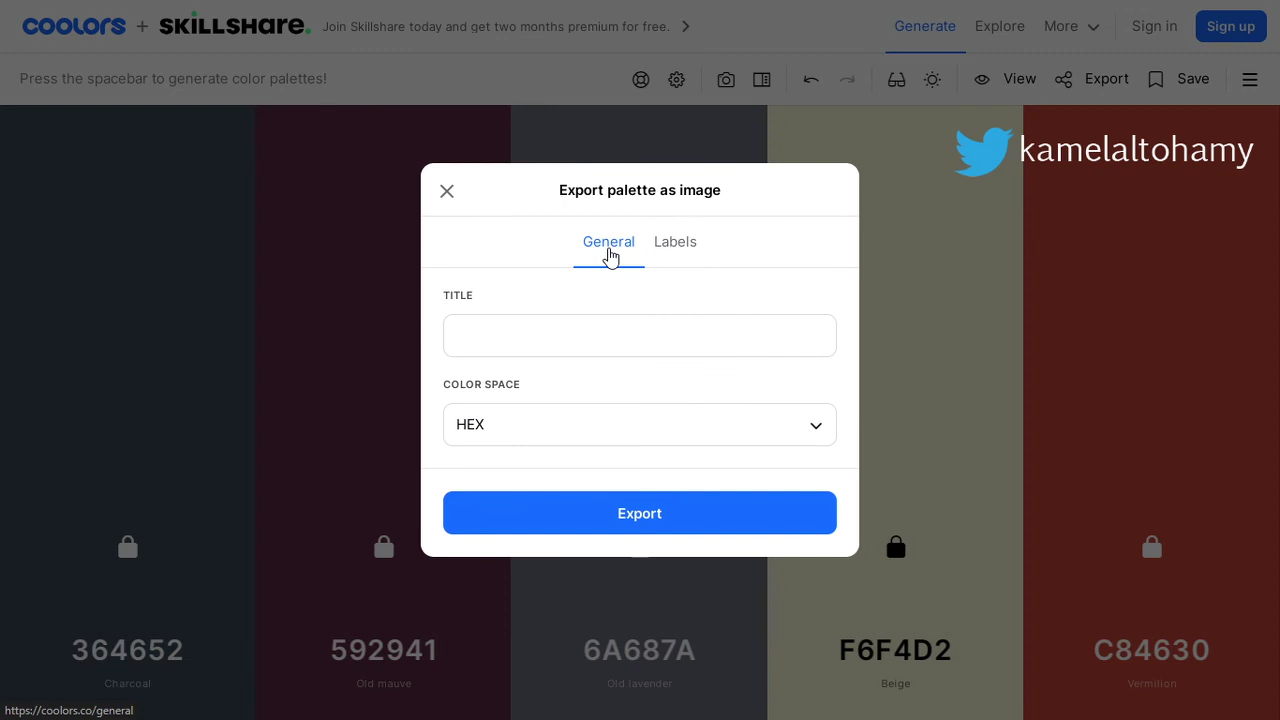 coolors + SKILLSHARE. Join Skillshare today and get two months premium for free. Generate Explore More Sign in Sign up
Press the spacebar to generate color palettes! View Export Save
kamelaltohamy
Export palette as image
General Labels
TITLE
COLOR SPACE
HEX
Export
364652 592941 6A687A F6F4D2 C84630
Charcoal Old mauve Old lavender Beige Vermilion
https://coolors.co/general